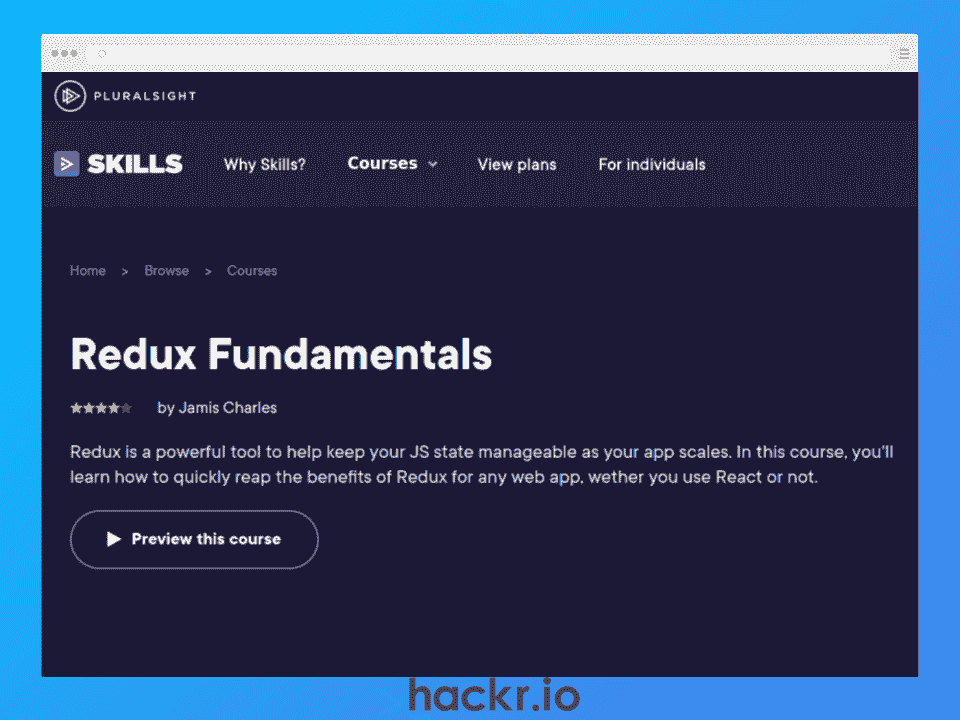 PLURALSIGHT
SKILLS Why Skills? Courses View plans For individuals
Home > Browse > Courses
Redux Fundamentals
by Jamis Charles
Redux is a powerful tool to help keep your JS state manageable as your app scales. In this course, you'll
learn how to quickly reap the benefits of Redux for any web app, wether you use React or not.
Preview this course
hackr.io